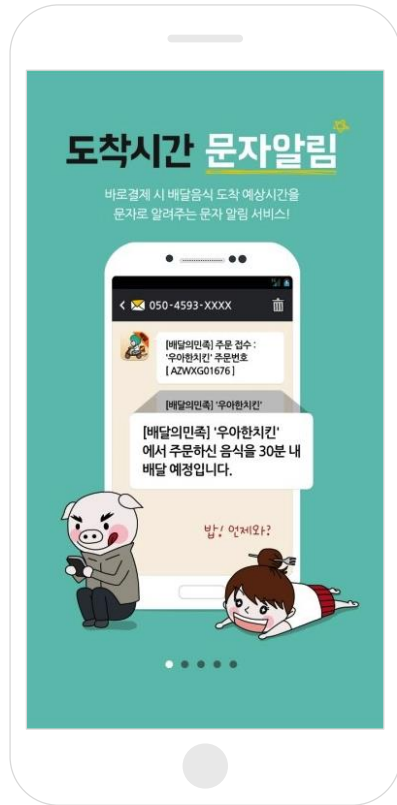 도착시간 문자알림
바로결제 시 배달음식 도착 예상시간을
문자로 알려주는 문자 알림 서비스!
050-4593-XXXX
[배달의민족] 주문 접수 :
'우아한치킨' 주문번호
[ AZWXG01676 ]
[배달의민족] '우아한치킨'
[배달의민족] '우아한치킨'
에서 주문하신 음식을 30분 내
배달 예정입니다.
밥! 언제와?